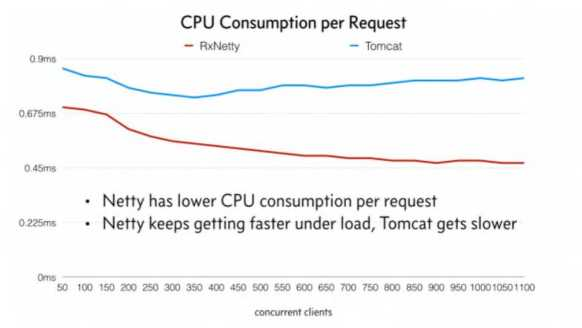 CPU Consumption per Request
RxNetty Tomcat
0.9ms
0.675ms
0.45ms
• Netty has lower CPU consumption per request
0.225ms
• Netty keeps getting faster under load, Tomcat gets slower
0ms
50 100 150 200 250 300 350 400 450 500 550 600 650 700 750 800 850 900 950 1000 1050 1100
concurrent clients